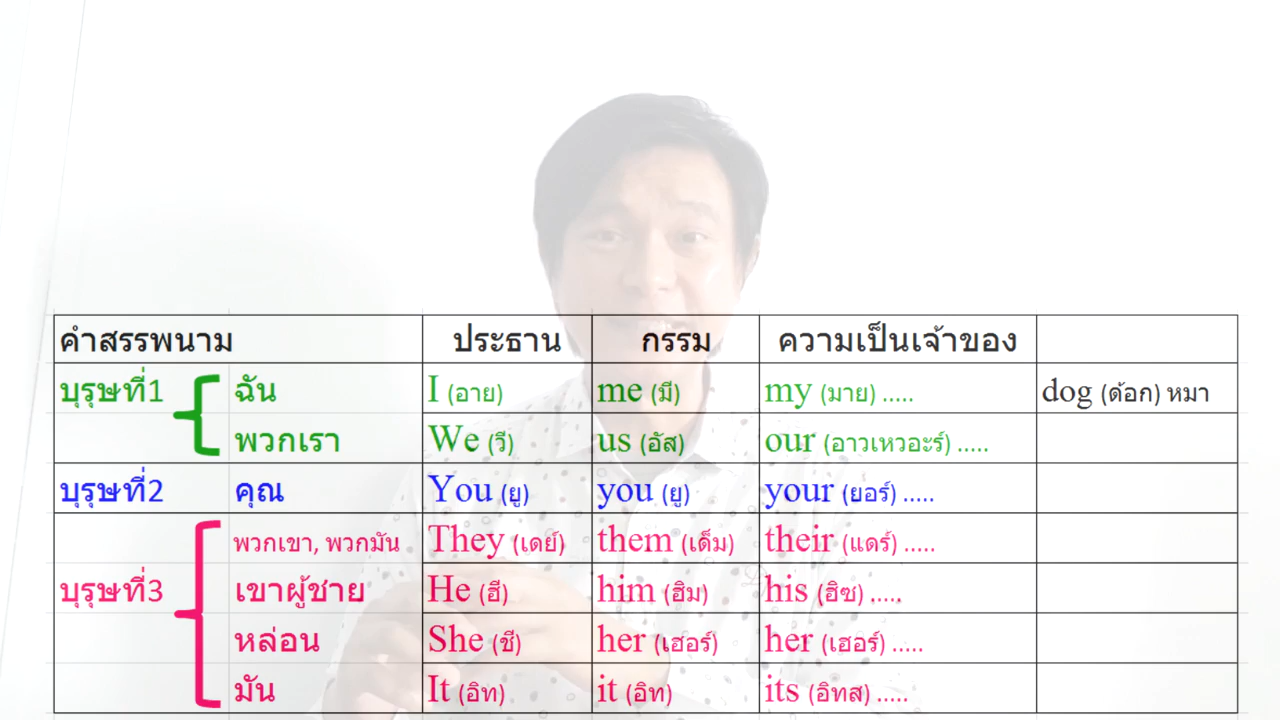 คำสรรพนาม ประธาน กรรม ความเป็นเจ้าของ
บุรุษที่1 ฉัน I (อาย) me (มี) my (มาย) ..... dog (ด้อก) หมา
พวกเรา We (วี) us (อัส) our (อาวเหวอะร์) .....
บุรุษที่2 คุณ You (ยู) you (ยู) your (ยอร์) .....
พวกเขา, พวกมัน They (เดย์) them (เด็ม) their (แดร์) .....
บุรุษที่3 เขาผู้ชาย He (ฮี) him (ฮิม) his (ฮิซ) .....
หล่อน She (ชี) her (เฮอร์) her (เฮอร์) .....
มัน It (อิท) it (อิท) its (อิทส) .....